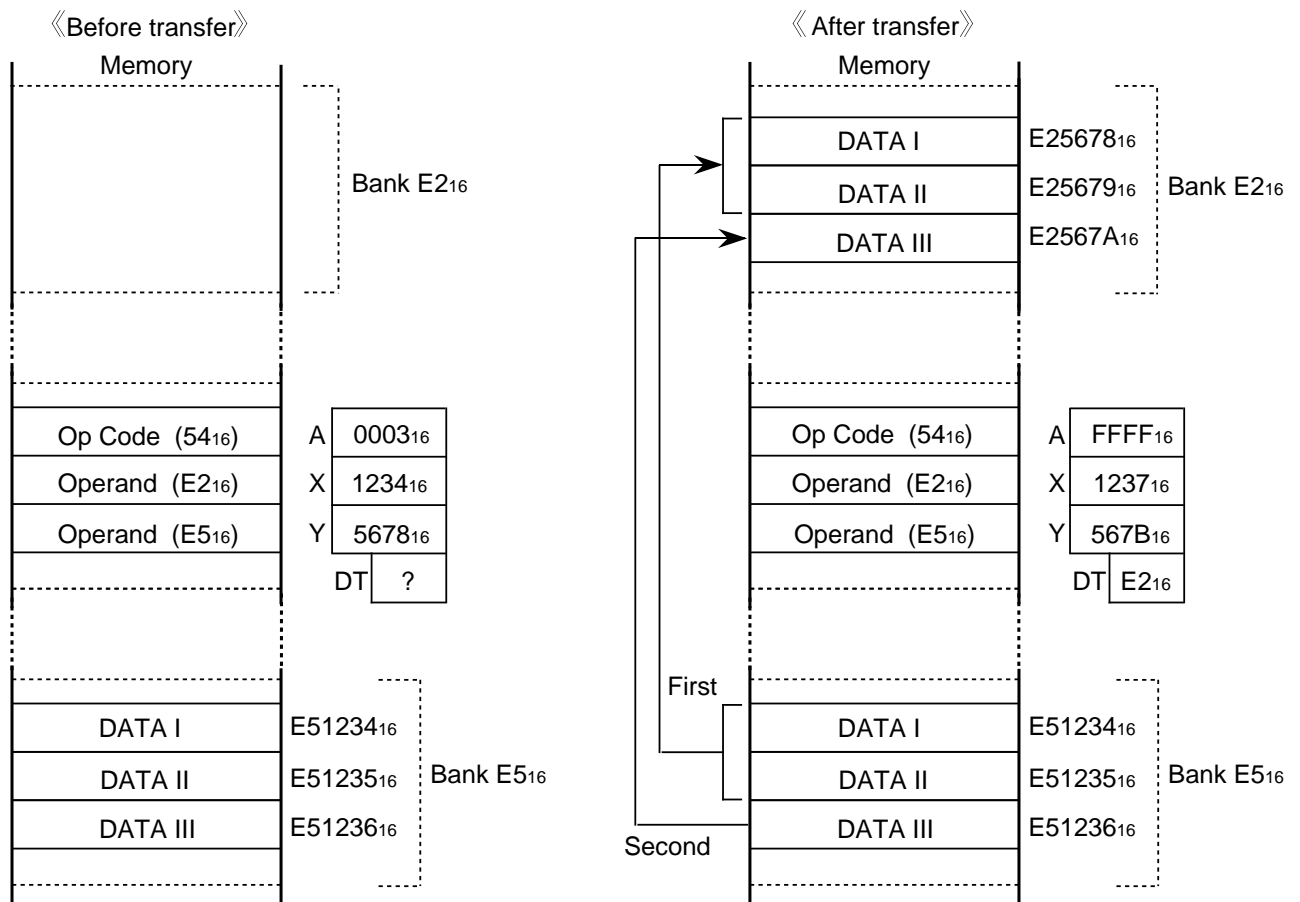 《Before transfer》
Memory
Bank E2₁₆
Op Code (54₁₆)
Operand (E2₁₆)
Operand (E5₁₆)
A 0003₁₆
X 1234₁₆
Y 5678₁₆
DT ?
DATA I E51234₁₆
DATA II E51235₁₆
DATA III E51236₁₆
Bank E5₁₆
《After transfer》
Memory
DATA I E25678₁₆
DATA II E25679₁₆
DATA III E2567A₁₆
Bank E2₁₆
Op Code (54₁₆)
Operand (E2₁₆)
Operand (E5₁₆)
A FFFF₁₆
X 1237₁₆
Y 567B₁₆
DT E2₁₆
First
DATA I E51234₁₆
DATA II E51235₁₆
DATA III E51236₁₆
Bank E5₁₆
Second